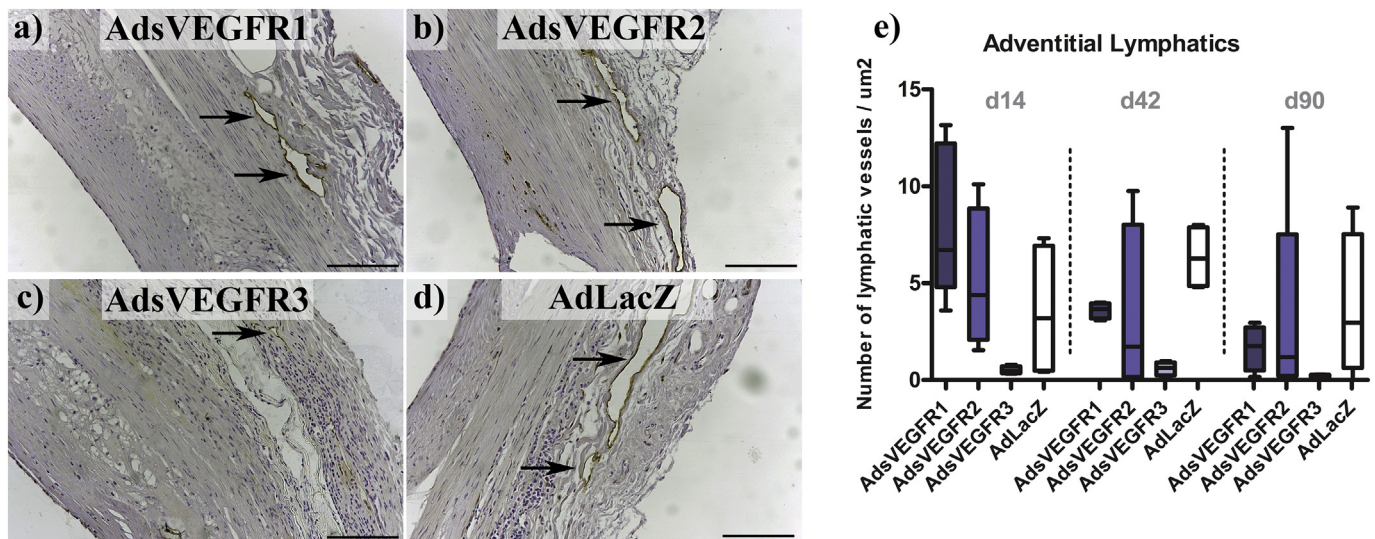 a) AdsVEGFR1
b) AdsVEGFR2
c) AdsVEGFR3
d) AdLacZ
e)
Adventitial Lymphatics
Number of lymphatic vessels / um2
15
10
5
0
d14
d42
d90
AdsVEGFR1
AdsVEGFR2
AdsVEGFR3
AdLacZ
AdsVEGFR1
AdsVEGFR2
AdsVEGFR3
AdLacZ
AdsVEGFR1
AdsVEGFR2
AdsVEGFR3
AdLacZ